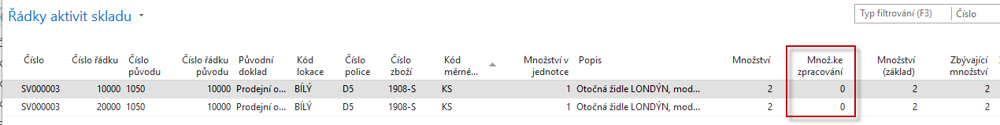 Řádky aktivit skladu
Typ filtrování (F3) Číslo
Číslo Číslo řádku Číslo původu Číslo řádku původu Původní doklad Kód lokace Číslo police Číslo zboží Kód měrné... Množství v jednotce Popis Množství Množ.ke zpracování Množství (základ) Zbývající množství
SV000003 10000 1050 10000 Prodejní o... BÍLÝ D5 1908-S KS 1 Otočná židle LONDÝN, mod... 2 0 2 2
SV000003 20000 1050 10000 Prodejní o... BÍLÝ D5 1908-S KS 1 Otočná židle LONDÝN, mod... 2 0 2 2